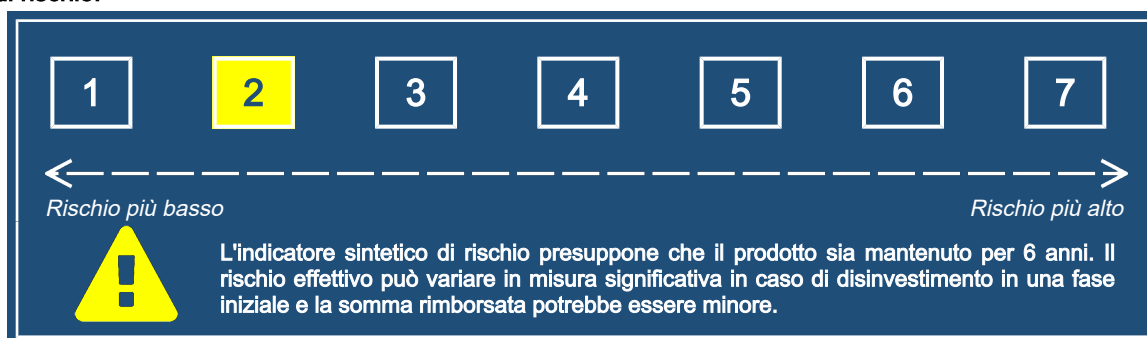 di rischio:
1 2 3 4 5 6 7
Rischio più basso Rischio più alto
L'indicatore sintetico di rischio presuppone che il prodotto sia mantenuto per 6 anni. Il
rischio effettivo può variare in misura significativa in caso di disinvestimento in una fase
iniziale e la somma rimborsata potrebbe essere minore.